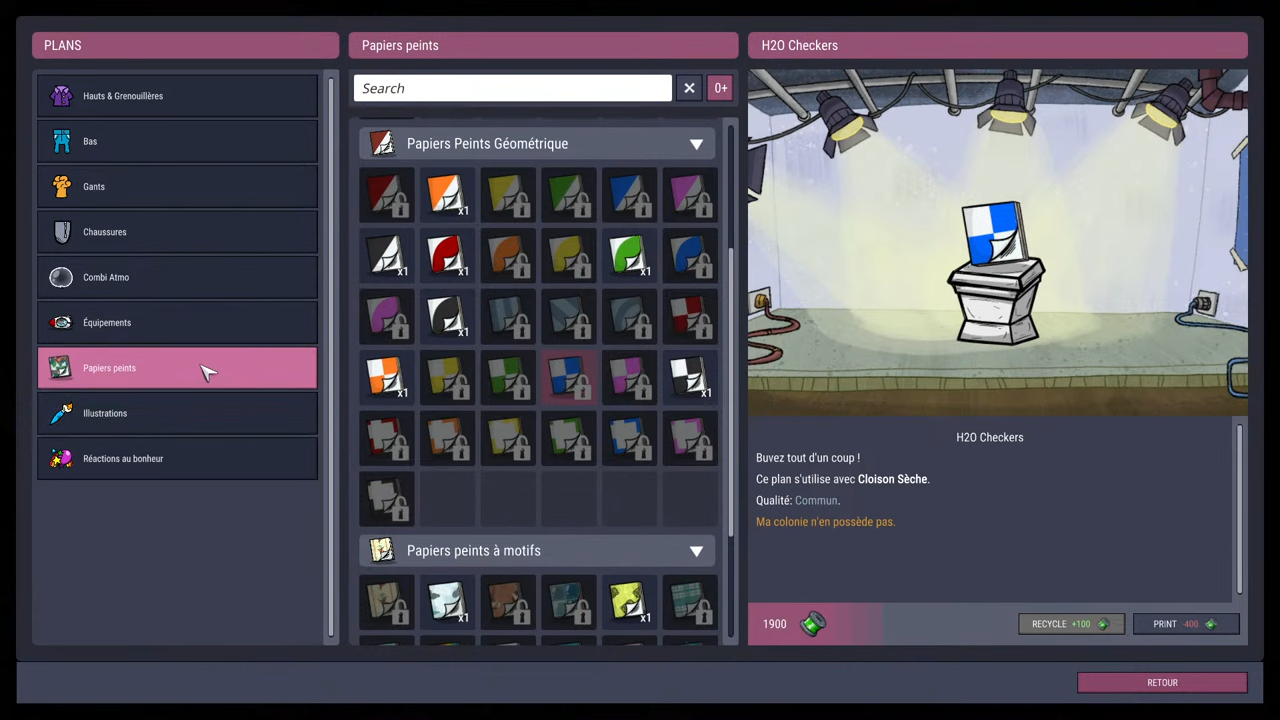 PLANS
Hauts & Grenouillères
Bas
Gants
Chaussures
Combi Atmo
Équipements
Papiers peints
Illustrations
Réactions au bonheur
Papiers peints
Search
0+
Papiers Peints Géométrique
x1
x1
x1
x1
x1
x1
x1
Papiers peints à motifs
x1
x1
H2O Checkers
H2O Checkers
Buvez tout d'un coup !
Ce plan s'utilise avec Cloison Sèche.
Qualité: Commun.
Ma colonie n'en possède pas.
1900
RECYCLE +100
PRINT -400
RETOUR